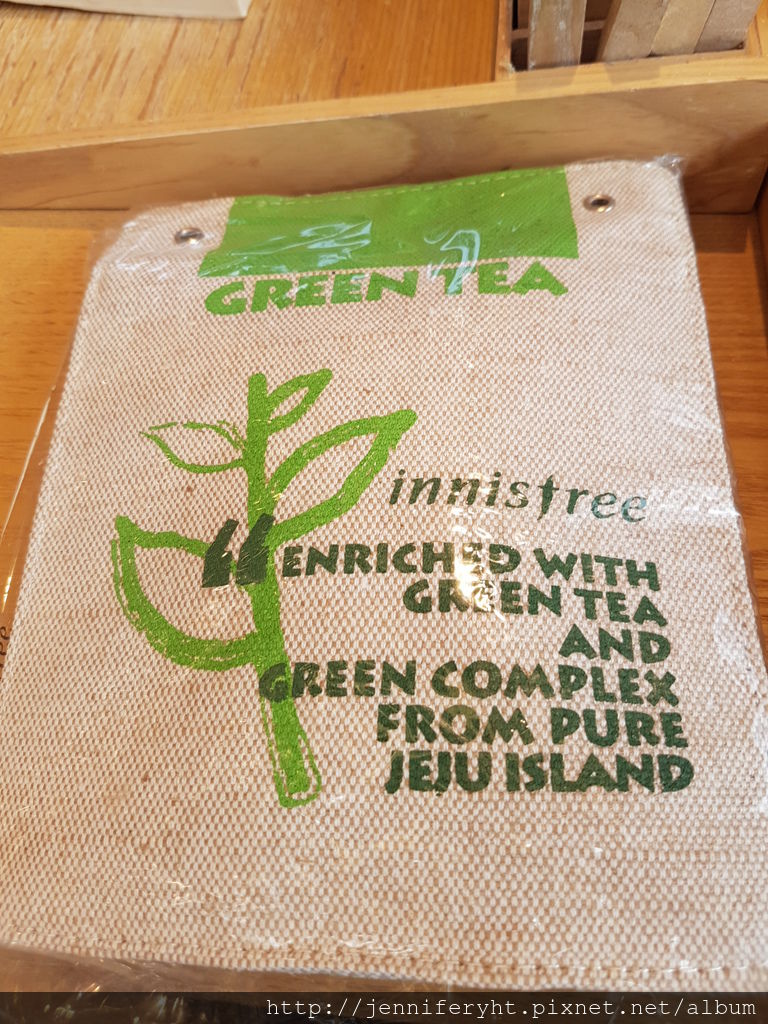 GREEN TEA
innisfree
“ ENRICHED WITH
GREEN TEA
AND
GREEN COMPLEX
FROM PURE
JEJU ISLAND
http://jenniferyht.pixnet.net/album